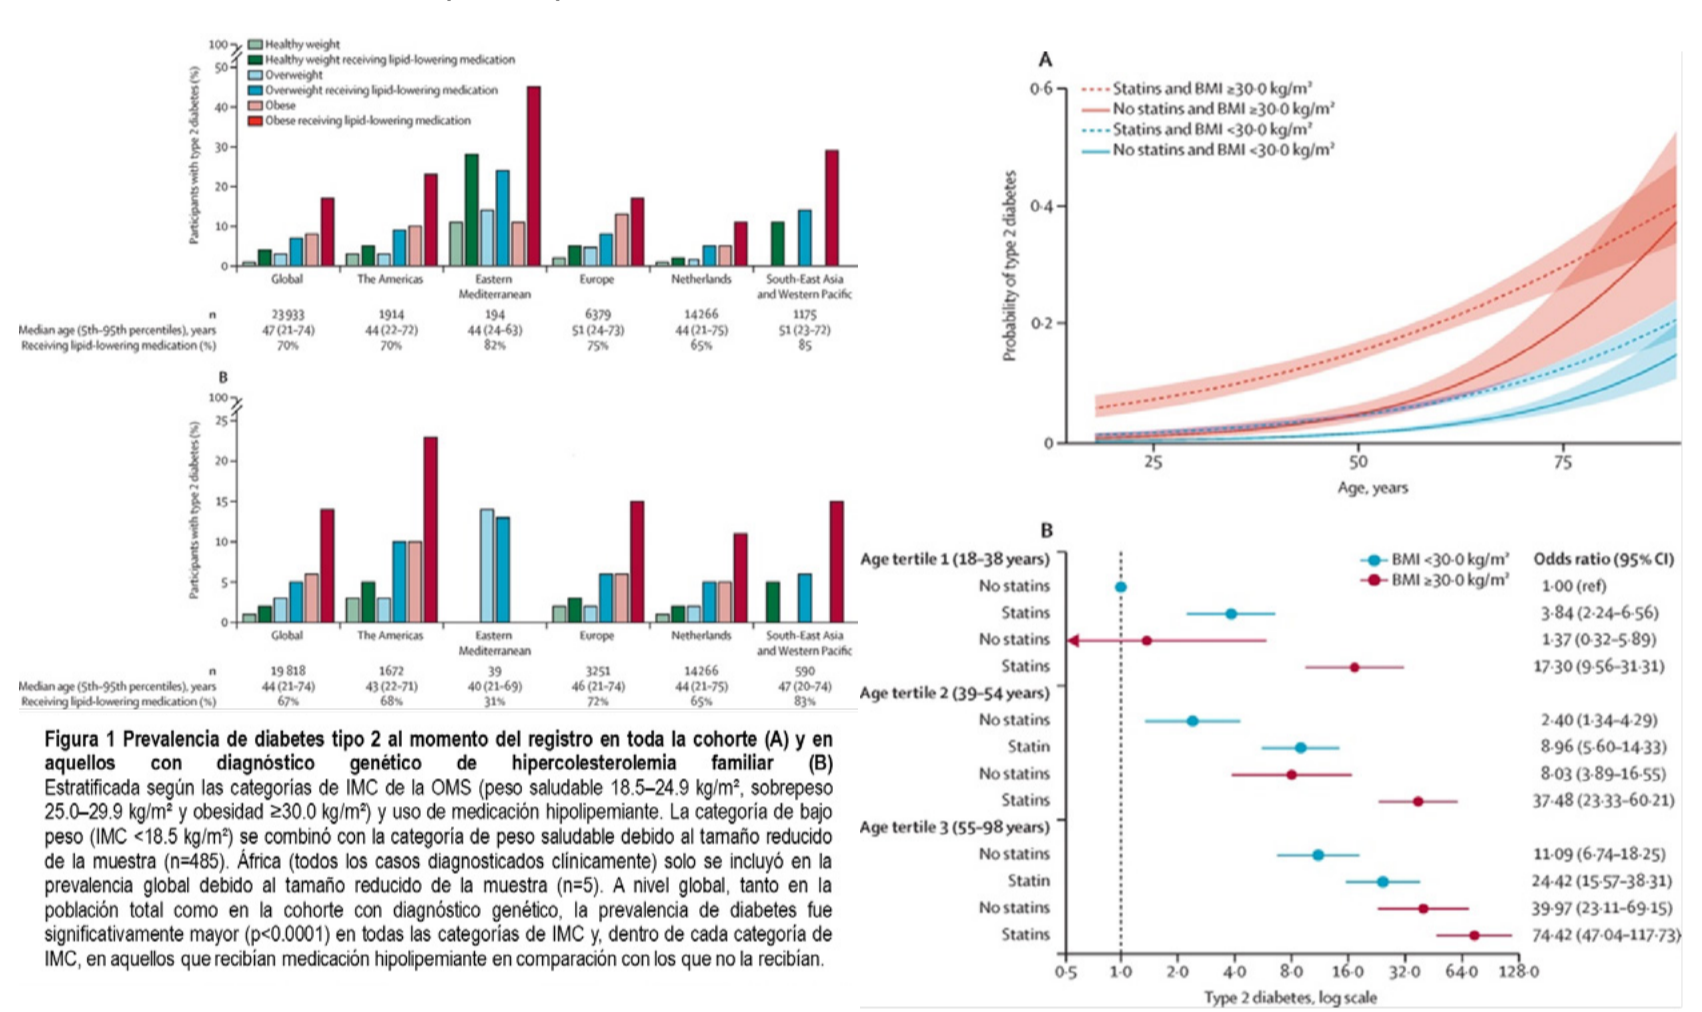 100
50
40
30
20
10
0
Participants with type 2 diabetes (%)
Healthy weight
Healthy weight receiving lipid-lowering medication
Overweight
Overweight receiving lipid-lowering medication
Obese
Obese receiving lipid-lowering medication
Global The Americas Eastern Mediterranean Europe Netherlands South-East Asia and Western Pacific
n 23 933 1914 194 6379 14 266 1175
Median age (5th–95th percentiles), years 47 (21–74) 44 (22–72) 44 (24–63) 51 (24–73) 44 (21–75) 51 (23–72)
Receiving lipid-lowering medication (%) 70% 70% 82% 75% 65% 85
B
100
25
20
15
10
5
0
Participants with type 2 diabetes (%)
Global The Americas Eastern Mediterranean Europe Netherlands South-East Asia and Western Pacific
n 19 818 1672 39 3251 14 266 590
Median age (5th–95th percentiles), years 44 (21–74) 43 (22–71) 40 (21–69) 46 (21–74) 44 (21–75) 47 (20–74)
Receiving lipid-lowering medication (%) 67% 68% 31% 72% 65% 83%
Figura 1 Prevalencia de diabetes tipo 2 al momento del registro en toda la cohorte (A) y en
aquellos con diagnóstico genético de hipercolesterolemia familiar (B)
Estratificada según las categorías de IMC de la OMS (peso saludable 18.5–24.9 kg/m², sobrepeso
25.0–29.9 kg/m² y obesidad ≥30.0 kg/m²) y uso de medicación hipolipemiante. La categoría de bajo
peso (IMC <18.5 kg/m²) se combinó con la categoría de peso saludable debido al tamaño reducido
de la muestra (n=485). África (todos los casos diagnosticados clínicamente) solo se incluyó en la
prevalencia global debido al tamaño reducido de la muestra (n=5). A nivel global, tanto en la
población total como en la cohorte con diagnóstico genético, la prevalencia de diabetes fue
significativamente mayor (p<0.0001) en todas las categorías de IMC y, dentro de cada categoría de
IMC, en aquellos que recibían medicación hipolipemiante en comparación con los que no la recibían.
A
0·6
0·4
0·2
0
Probability of type 2 diabetes
Statins and BMI ≥30·0 kg/m²
No statins and BMI ≥30·0 kg/m²
Statins and BMI <30·0 kg/m²
No statins and BMI <30·0 kg/m²
25 50 75
Age, years
B
BMI <30·0 kg/m²
BMI ≥30·0 kg/m²
Odds ratio (95% CI)
Age tertile 1 (18–38 years)
No statins 1·00 (ref)
Statins 3·84 (2·24–6·56)
No statins 1·37 (0·32–5·89)
Statins 17·30 (9·56–31·31)
Age tertile 2 (39–54 years)
No statins 2·40 (1·34–4·29)
Statin 8·96 (5·60–14·33)
No statins 8·03 (3·89–16·55)
Statins 37·48 (23·33–60·21)
Age tertile 3 (55–98 years)
No statins 11·09 (6·74–18·25)
Statin 24·42 (15·57–38·31)
No statins 39·97 (23·11–69·15)
Statins 74·42 (47·04–117·73)
0·5 1·0 2·0 4·0 8·0 16·0 32·0 64·0 128·0
Type 2 diabetes, log scale